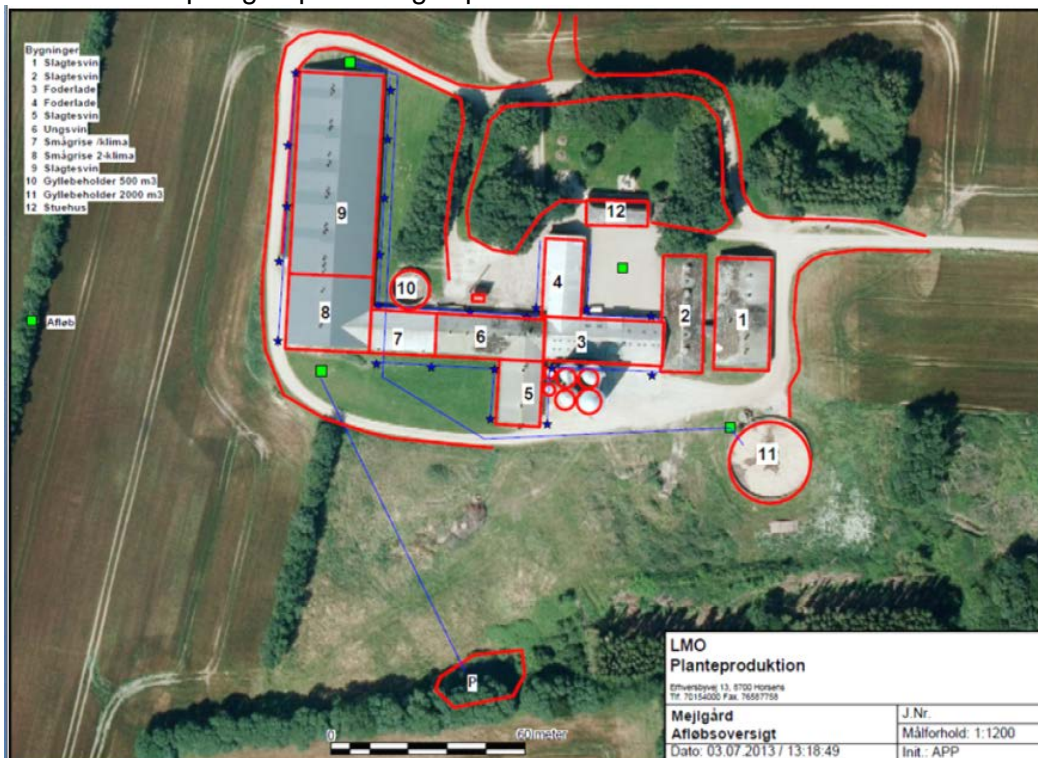 Bygninger
1 Slagtesvin
2 Slagtesvin
3 Foderlade
4 Foderlade
5 Slagtesvin
6 Ungsvin
7 Smågrise /klima
8 Smågrise 2-klima
9 Slagtesvin
10 Gyllebeholder 500 m3
11 Gyllebeholder 2000 m3
12 Stuehus
Afløb
9
12
10
4
8
7
6
3
2
1
5
11
P
0 60 meter
LMO
Planteproduktion
Erhvervsbyvej 13, 8700 Horsens
Tlf. 70154000 Fax. 76587758
Mejlgård
Afløbsoversigt
Dato: 03.07.2013 / 13:18:49
J.Nr.
Målforhold: 1:1200
Init.: APP